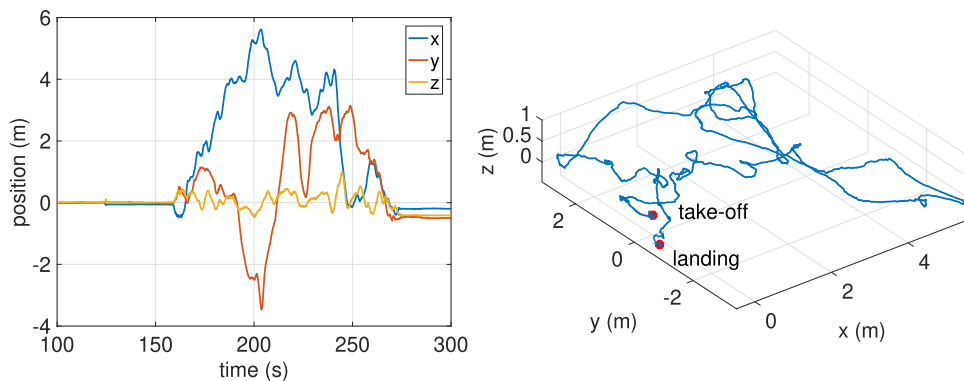 6
4
2
0
-2
-4
100
150
200
250
300
position (m)
time (s)
x
y
z
1
0.5
0
z (m)
2
0
-2
y (m)
0
2
4
x (m)
take-off
landing